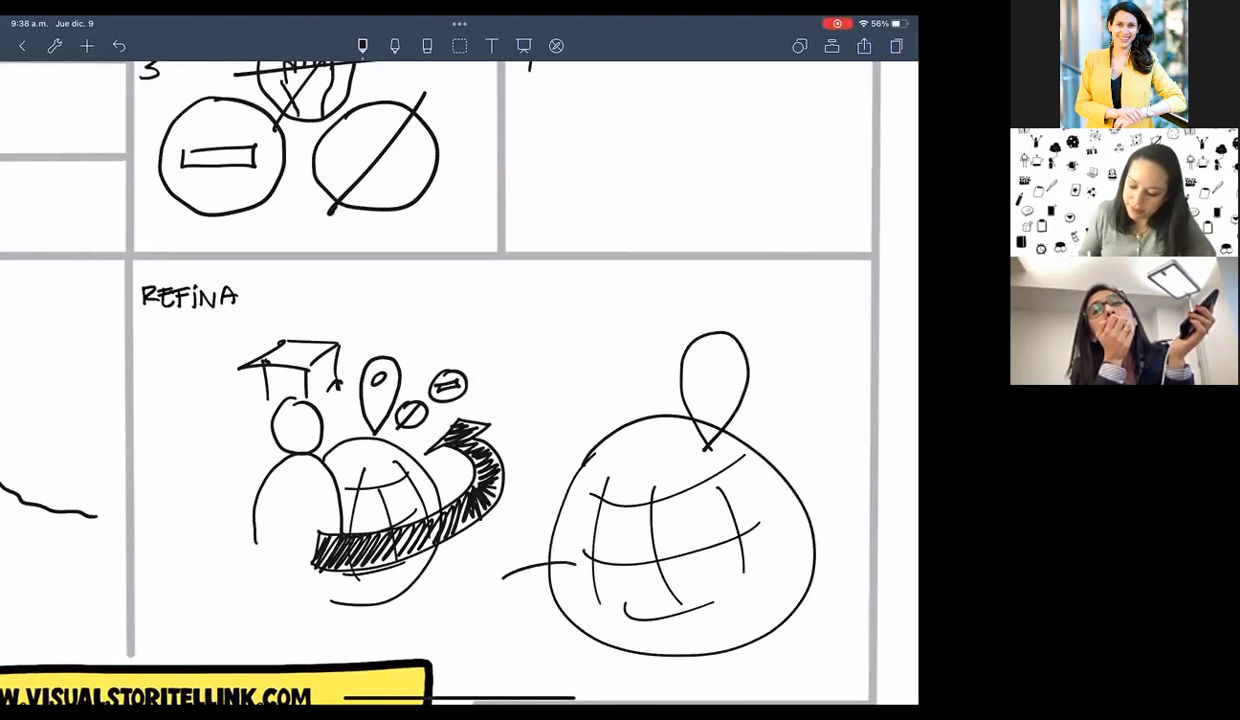 9:38 a.m. Jue dic. 9
56%
T
3
REFINA
W.VISUALSTORITELLINK.COM